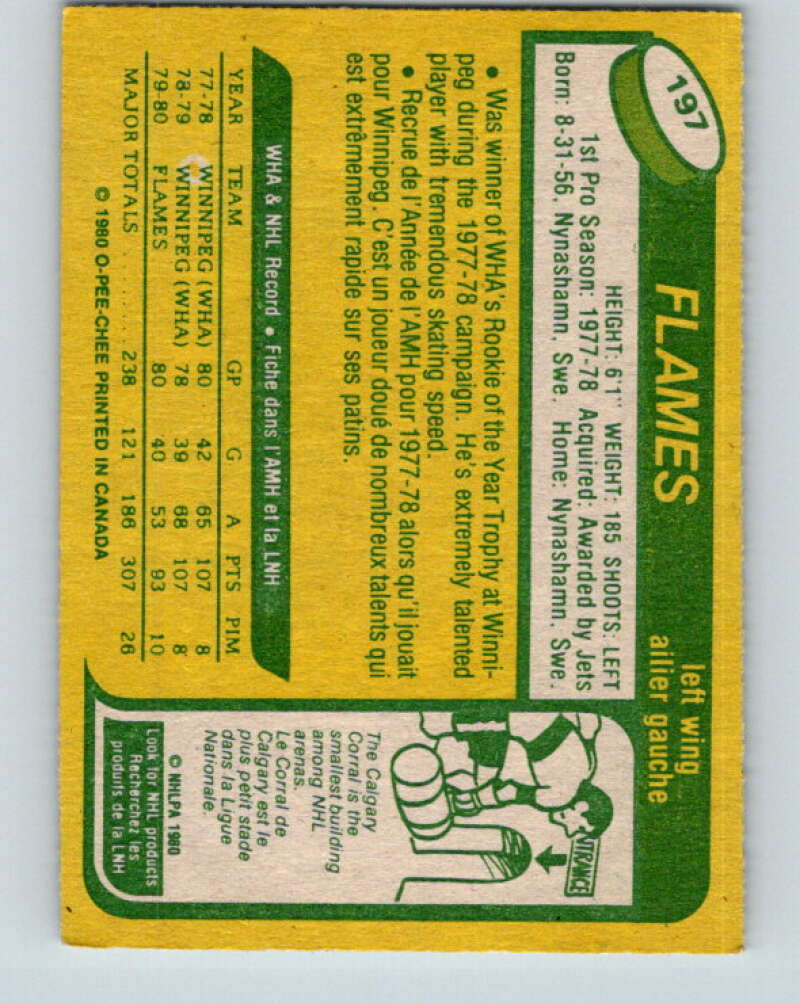 197
FLAMES
left wing
ailier gauche
HEIGHT: 6'1" WEIGHT: 185 SHOOTS: LEFT
1st Pro Season: 1977-78 Acquired: Awarded by Jets
Born: 8-31-56, Nynashamn, Swe. Home: Nynashamn. Swe.
• Was winner of WHA's Rookie of the Year Trophy at Winni-
peg during the 1977-78 campaign. He's extremely talented
player with tremendous skating speed.
• Recrue de l'Année de l'AMH pour 1977-78 alors qu'il jouait
pour Winnipeg. C'est un joueur doué de nombreux talents qui
est extrêmement rapide sur ses patins.
WHA & NHL Record • Fiche dans l'AMH et la LNH
YEAR TEAM GP G A PTS PIM
77-78 WINNIPEG (WHA) 80 42 65 107 8
78-79 WINNIPEG (WHA) 78 39 68 107 8
79-80 FLAMES 80 40 53 93 10
MAJOR TOTALS . . . . . . . . 238 121 186 307 26
© 1980 O-PEE-CHEE PRINTED IN CANADA
ENTRANCE
The Calgary
Corral is the
smallest building
among NHL
arenas.
Le Corral de
Calgary est le
plus petit stade
dans la Ligue
Nationale.
© NHLPA 1980
Look for NHL products
Recherchez les
produits de la LNH